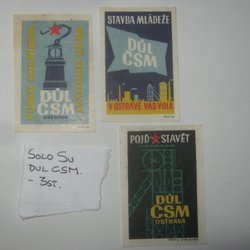 DŮL
ČSM
OSTRAVA
STAVBA MLÁDEŽE
DŮL
ČSM
V OSTRAVĚ VÁS VOLÁ
POJĎ STAVĚT
DŮL
ČSM
OSTRAVA
SOLO SU
DUL CSM.
- 3ST.